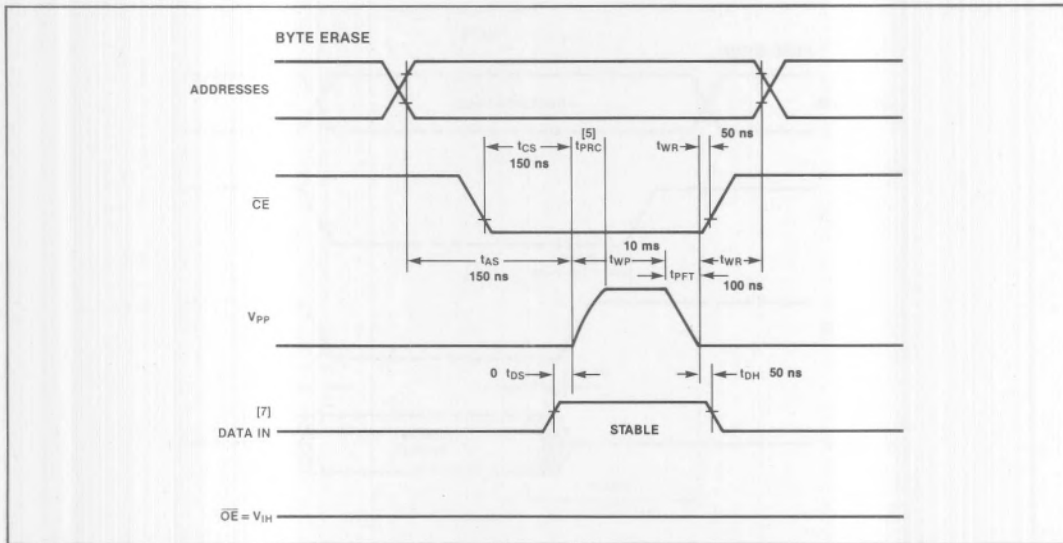 BYTE ERASE
ADDRESSES
[5]
50 ns
tCS
tPRC
tWR
150 ns
CE
10 ms
tAS
tWP
tWR
150 ns
tPFT
100 ns
VPP
0 tDS
tDH 50 ns
[7]
DATA IN
STABLE
OE = VIH